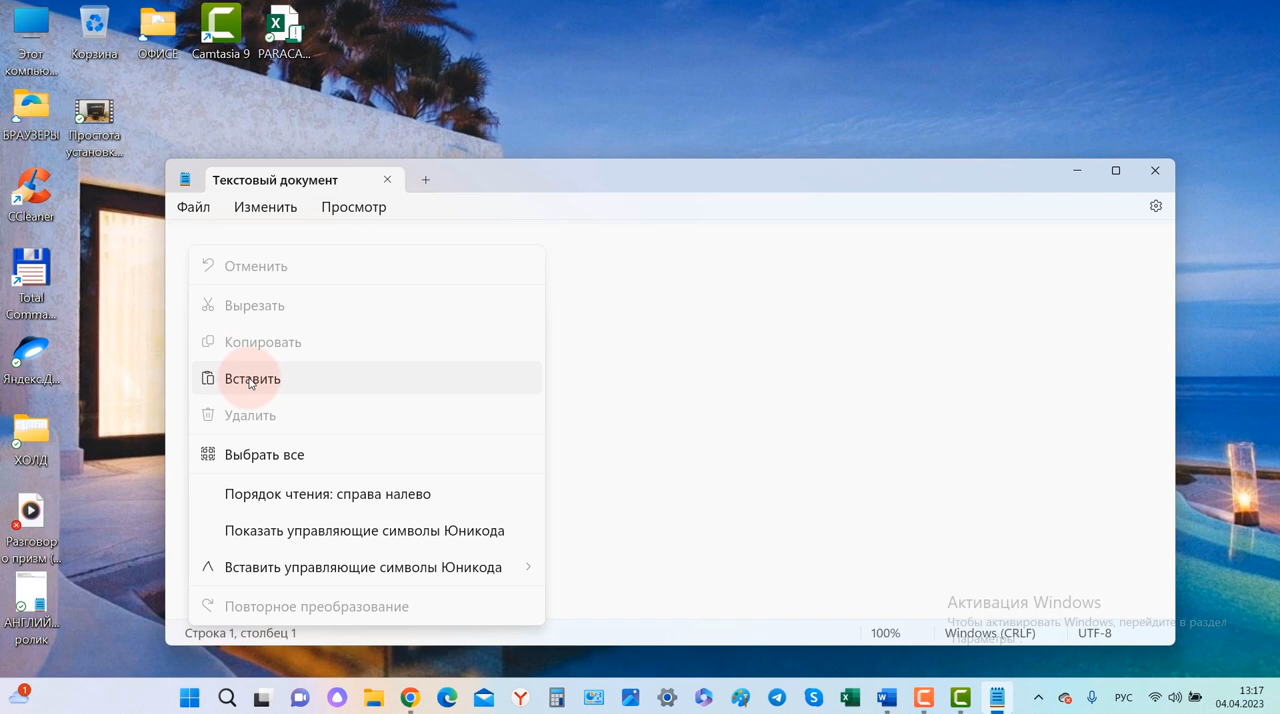 Этот
компью...
Корзина
ОФИСЕ
Camtasia 9
PARACA...
БРАУЗЕРЫ
Простота
установк...
CCleaner
Total
Comma...
Яндекс.Д...
ХОЛД
Разговор
о призм (...
АНГЛИЙ...
ролик
Текстовый документ
Файл
Изменить
Просмотр
Отменить
Вырезать
Копировать
Вставить
Удалить
Выбрать все
Порядок чтения: справа налево
Показать управляющие символы Юникода
Вставить управляющие символы Юникода
Повторное преобразование
Строка 1, столбец 1
100%
Windows (CRLF)
UTF-8
Активация Windows
Чтобы активировать Windows, перейдите в раздел
"Параметры".
1
РУС
13:17
04.04.2023